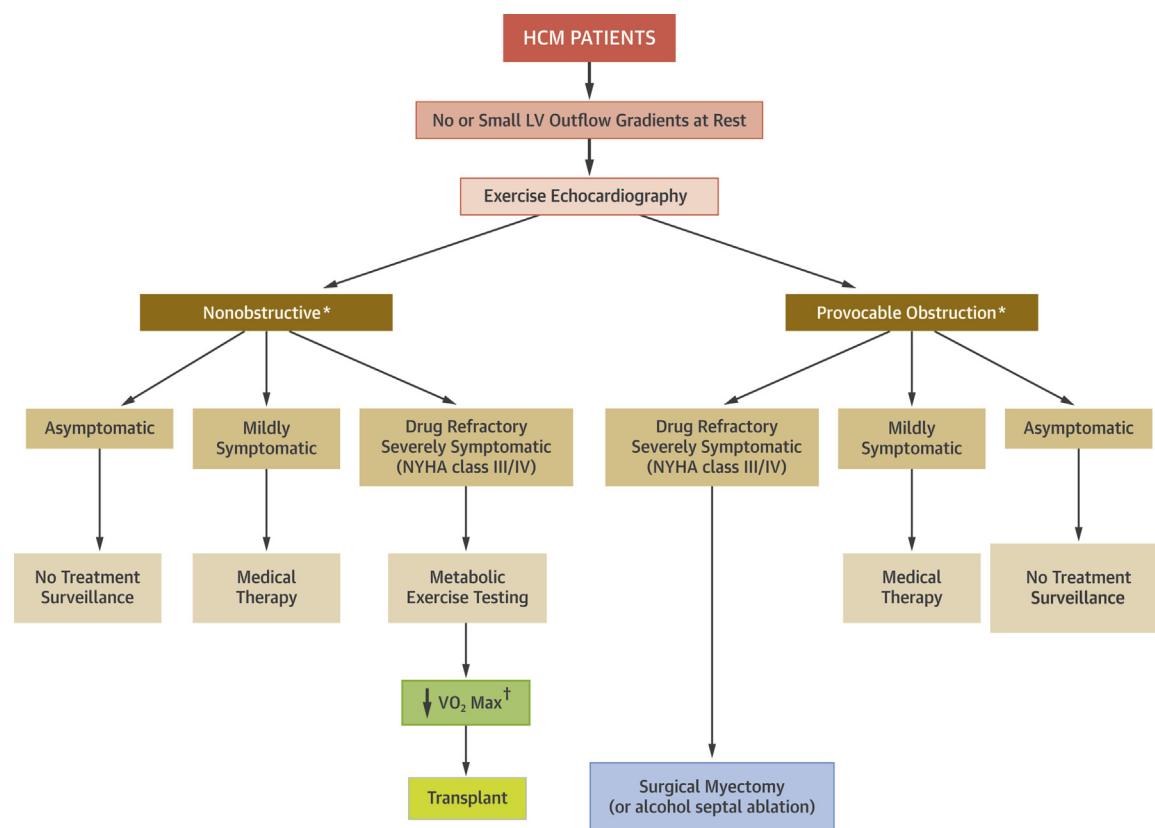 HCM PATIENTS
No or Small LV Outflow Gradients at Rest
Exercise Echocardiography
Nonobstructive*
Provocable Obstruction*
Asymptomatic
Mildly
Symptomatic
Drug Refractory
Severely Symptomatic
(NYHA class III/IV)
Drug Refractory
Severely Symptomatic
(NYHA class III/IV)
Mildly
Symptomatic
Asymptomatic
No Treatment
Surveillance
Medical
Therapy
Metabolic
Exercise Testing
Medical
Therapy
No Treatment
Surveillance
↓ VO₂ Max†
Transplant
Surgical Myectomy
(or alcohol septal ablation)